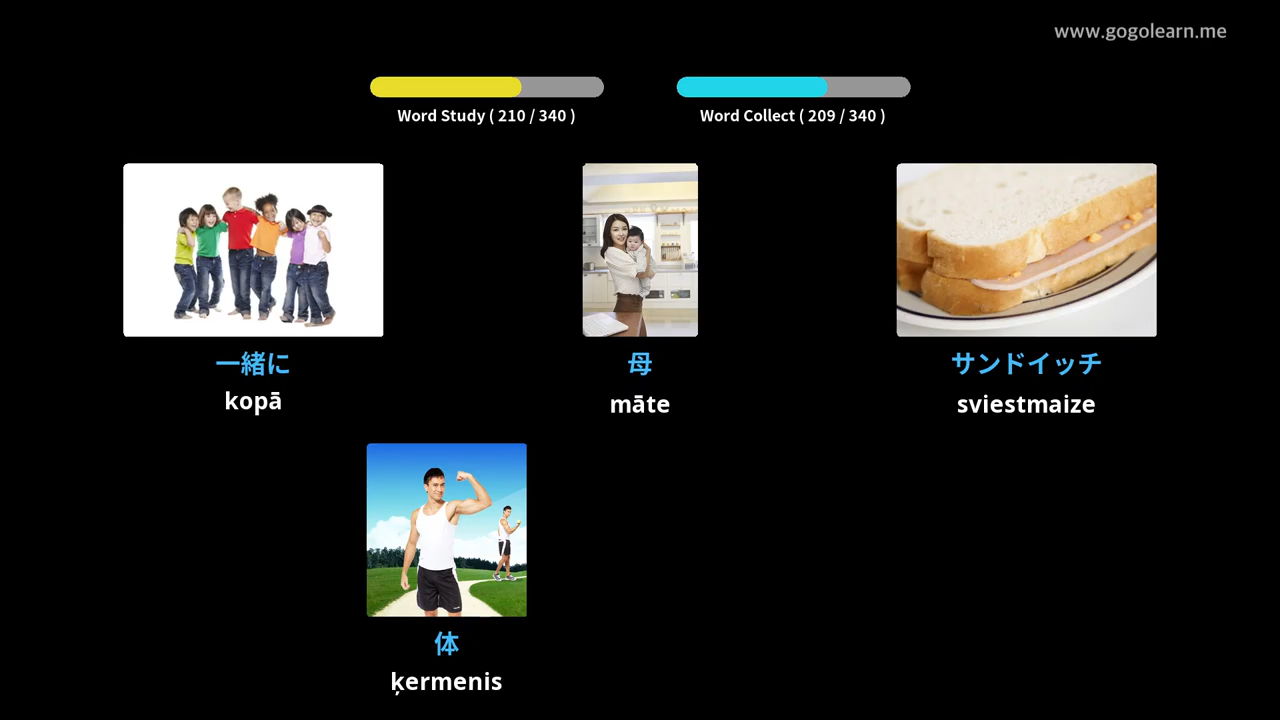 www.gogolearn.me
Word Study ( 210 / 340 )
Word Collect ( 209 / 340 )
一緒に
kopā
母
māte
サンドイッチ
sviestmaize
体
ķermenis